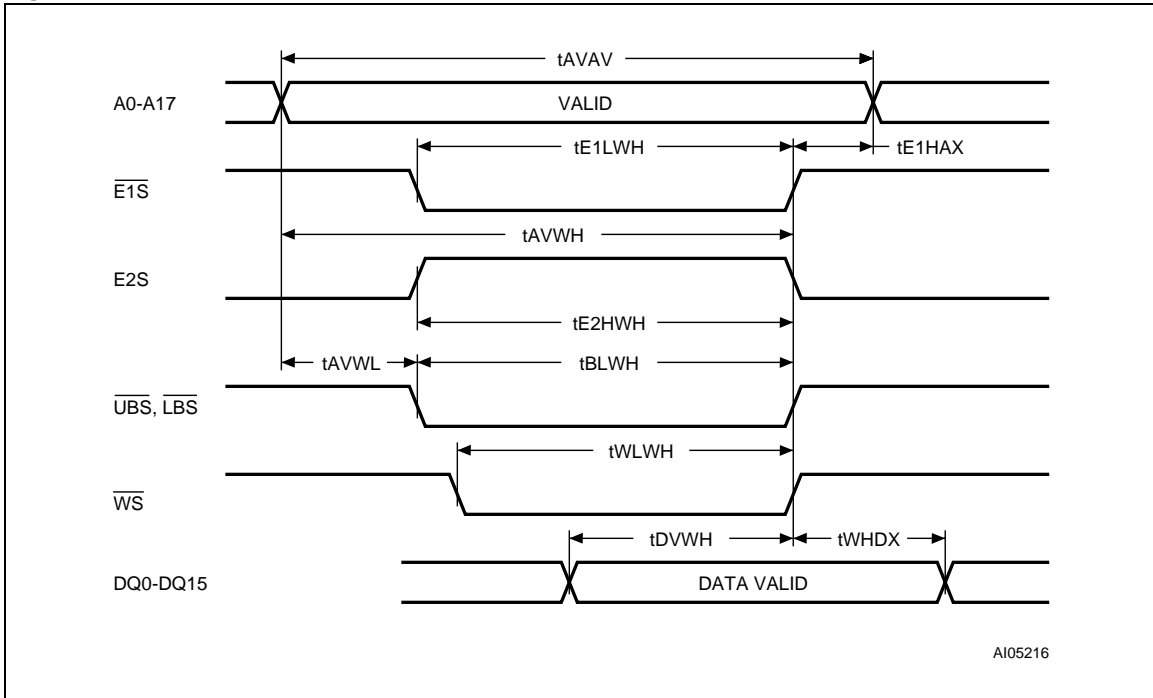 tAVAV
A0-A17
VALID
tE1LWH
tE1HAX
E1S
tAVWH
E2S
tE2HWH
tAVWL
tBLWH
UBS, LBS
tWLWH
WS
tDVWH
tWHDX
DQ0-DQ15
DATA VALID
AI05216